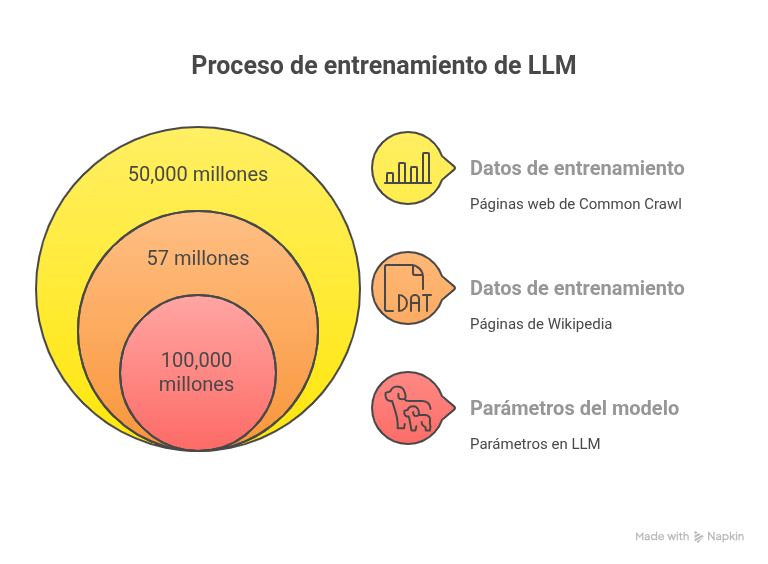 Proceso de entrenamiento de LLM
50,000 millones
57 millones
100,000
millones
Datos de entrenamiento
Páginas web de Common Crawl
DAT
Datos de entrenamiento
Páginas de Wikipedia
Parámetros del modelo
Parámetros en LLM
Made with Napkin